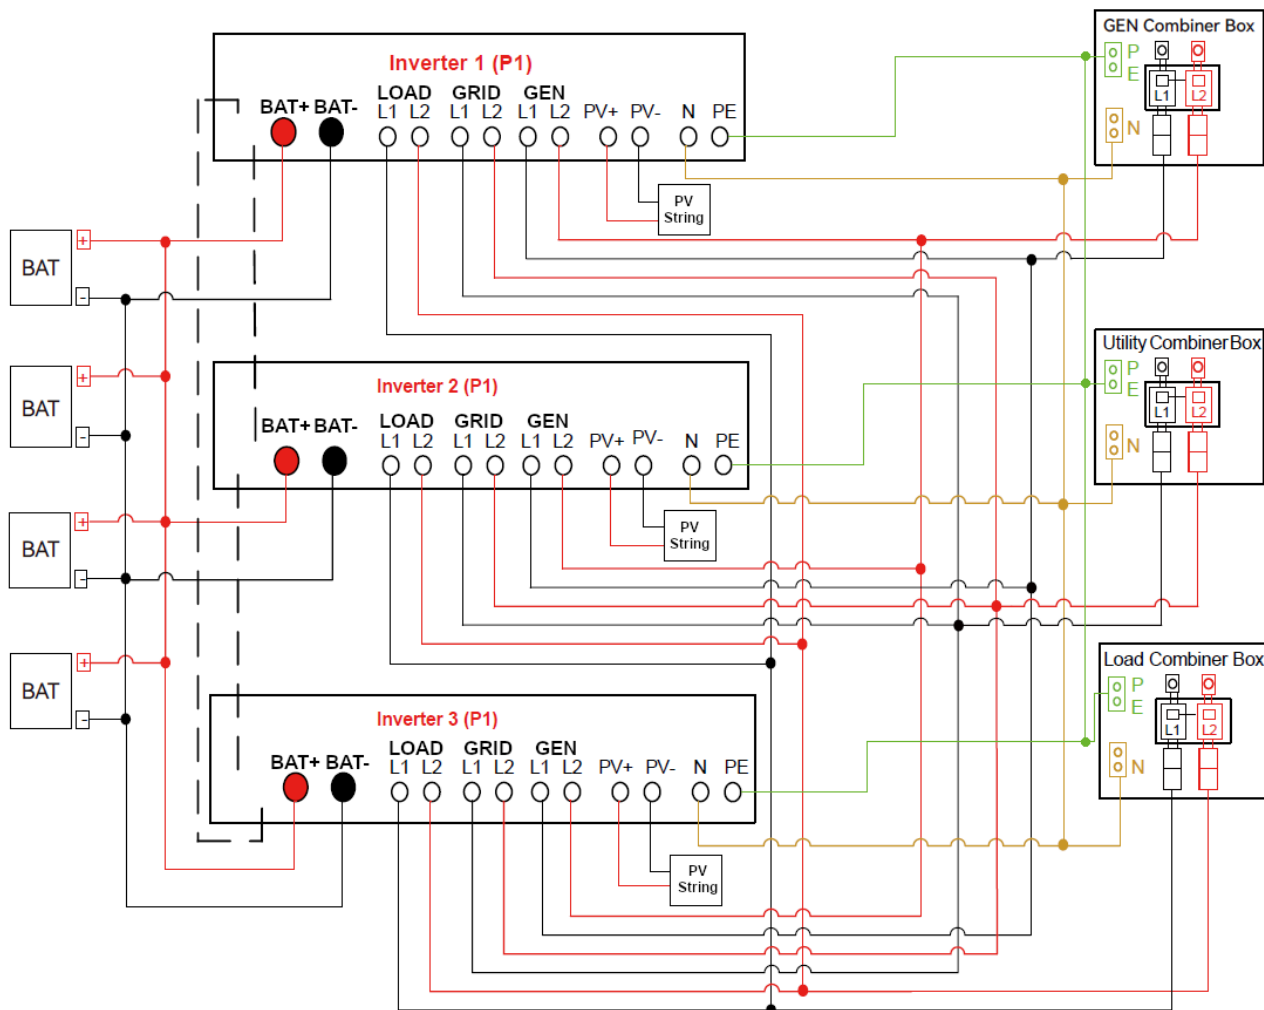 GEN Combiner Box
P
E
L1 L2
N
Inverter 1 (P1)
BAT+ BAT-
LOAD GRID GEN
L1 L2 L1 L2 L1 L2 PV+ PV- N PE
PV
String
+
BAT
-
Utility Combiner Box
P
E
L1 L2
N
Inverter 2 (P1)
BAT+ BAT-
LOAD GRID GEN
L1 L2 L1 L2 L1 L2 PV+ PV- N PE
PV
String
+
BAT
-
+
BAT
-
Load Combiner Box
P
E
L1 L2
N
+
BAT
-
Inverter 3 (P1)
BAT+ BAT-
LOAD GRID GEN
L1 L2 L1 L2 L1 L2 PV+ PV- N PE
PV
String